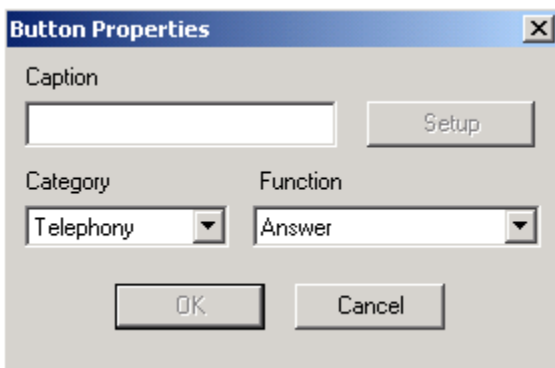 Button Properties
Caption
Setup
Category Function
Telephony Answer
OK Cancel